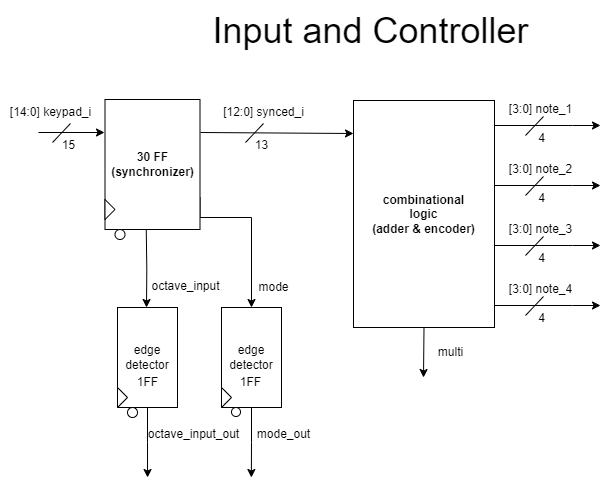 Input and Controller
[14:0] keypad_i
15
30 FF
(synchronizer)
[12:0] synced_i
13
combinational
logic
(adder & encoder)
[3:0] note_1
4
[3:0] note_2
4
[3:0] note_3
4
[3:0] note_4
4
octave_input
mode
multi
edge
detector
1FF
edge
detector
1FF
octave_input_out
mode_out